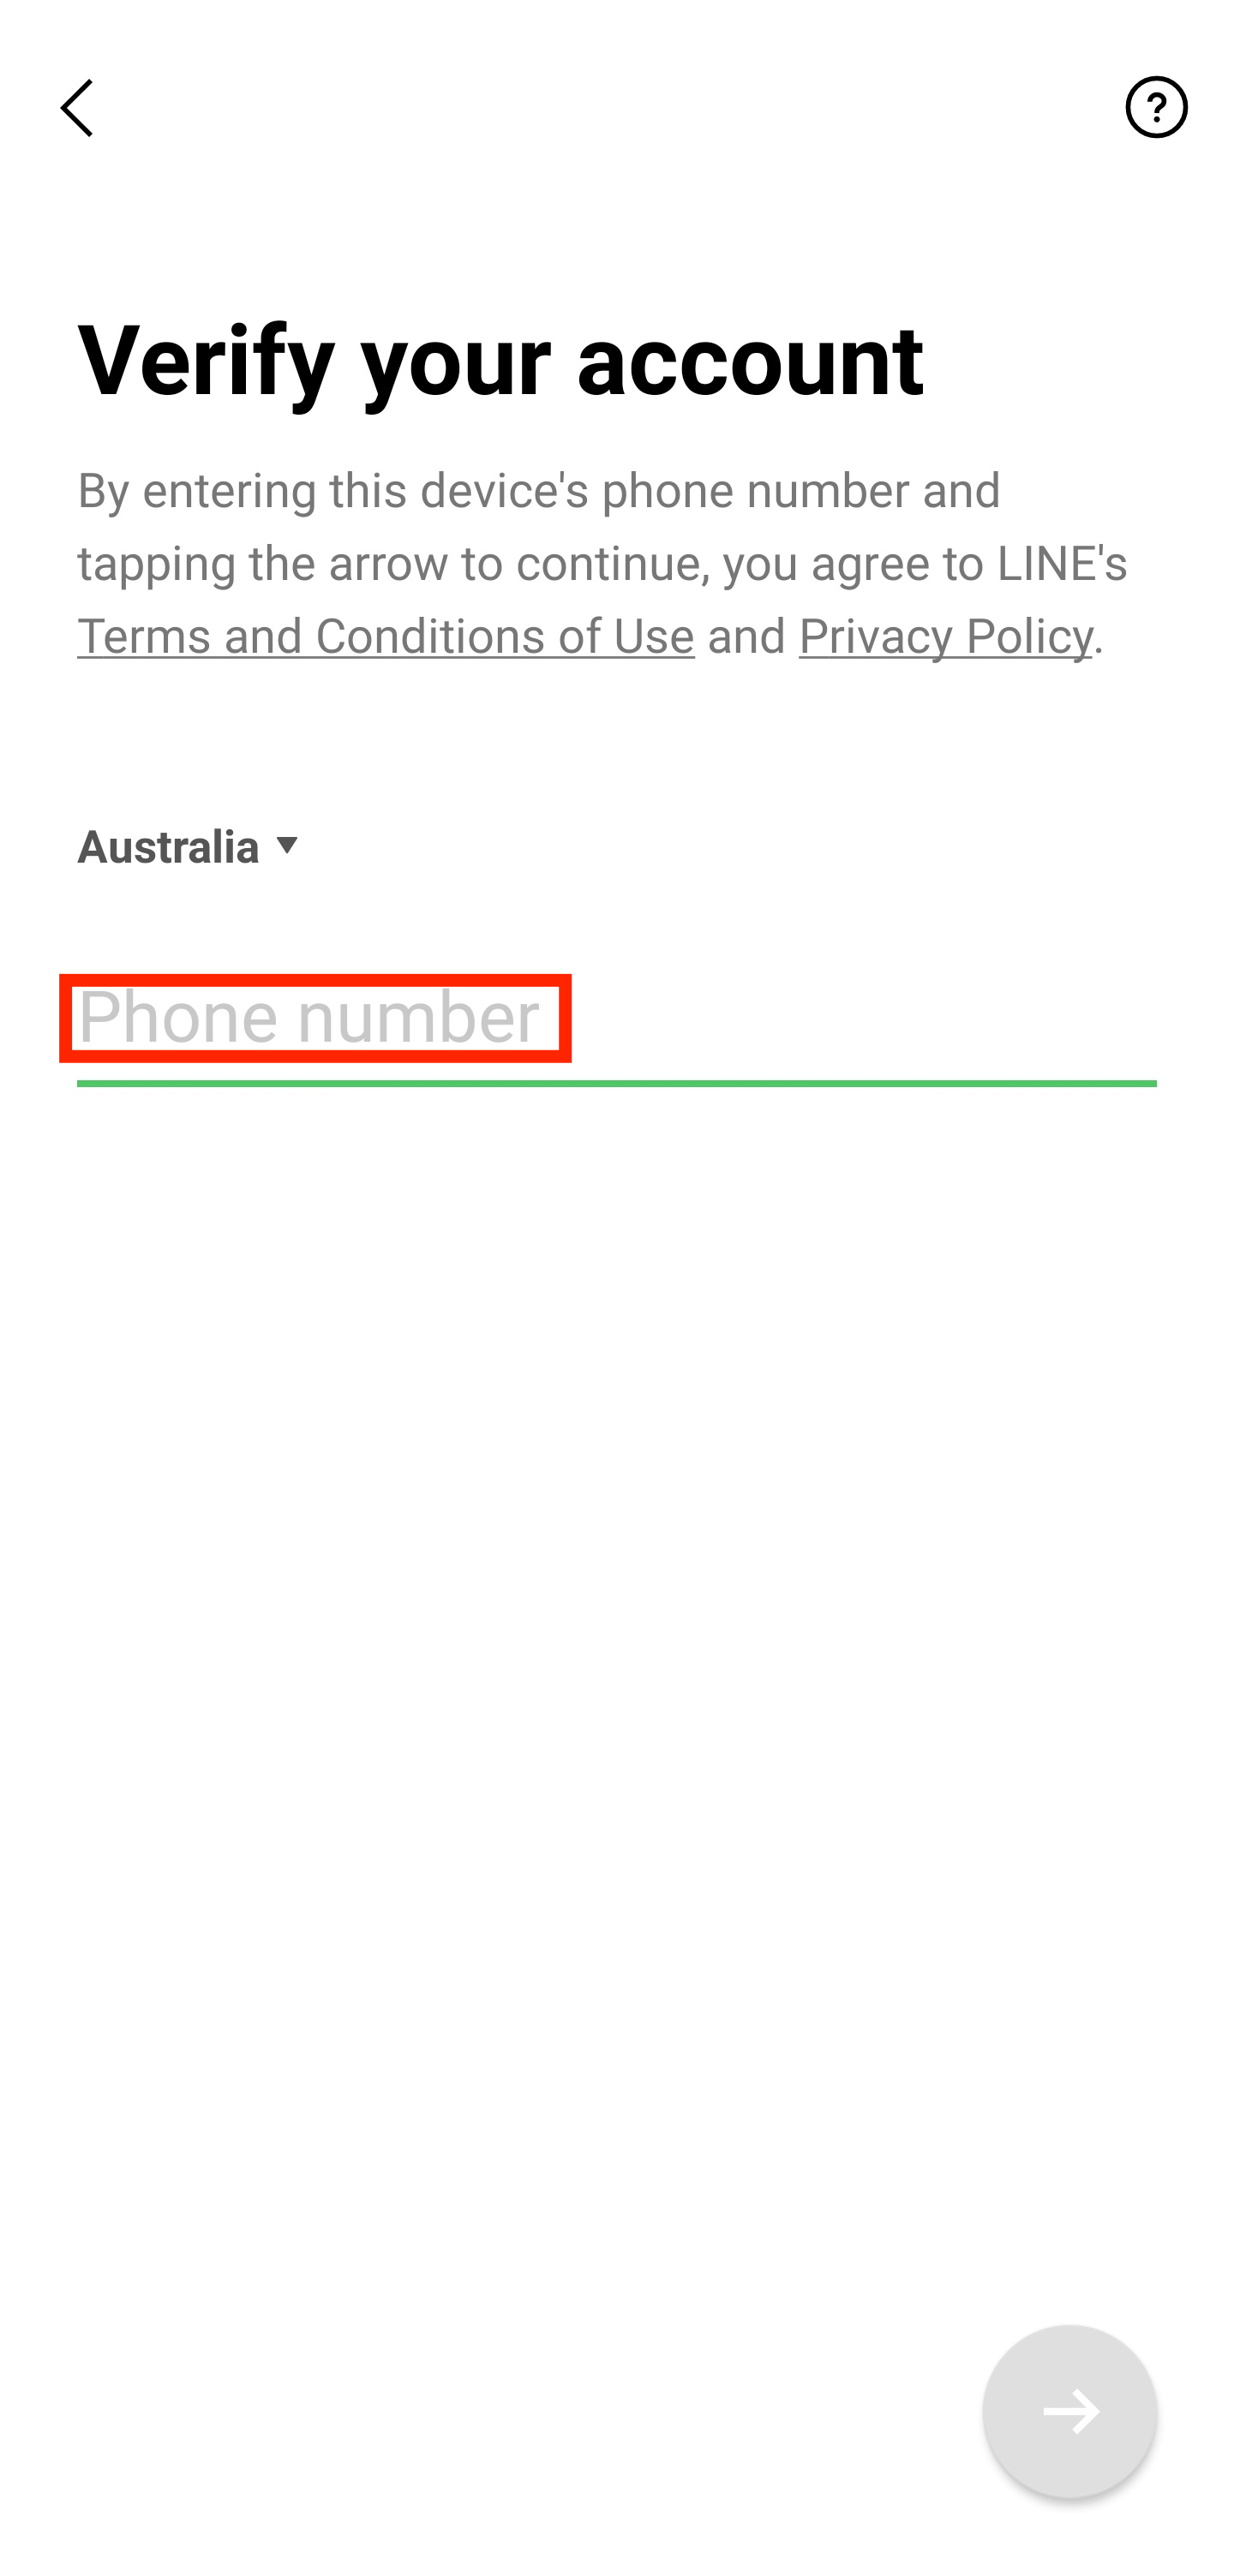 ?
Verify your account
By entering this device's phone number and
tapping the arrow to continue, you agree to LINE's
Terms and Conditions of Use and Privacy Policy.
Australia
Phone number